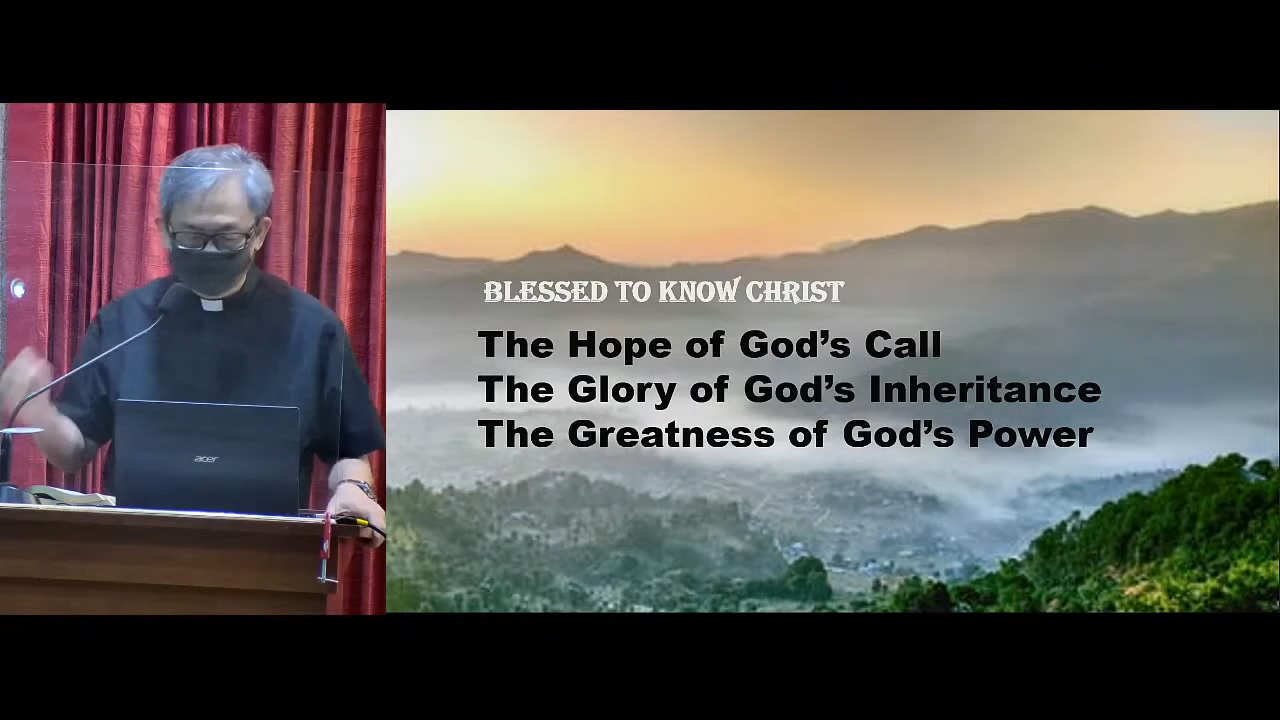 acer
BLESSED TO KNOW CHRIST
The Hope of God's Call
The Glory of God's Inheritance
The Greatness of God's Power